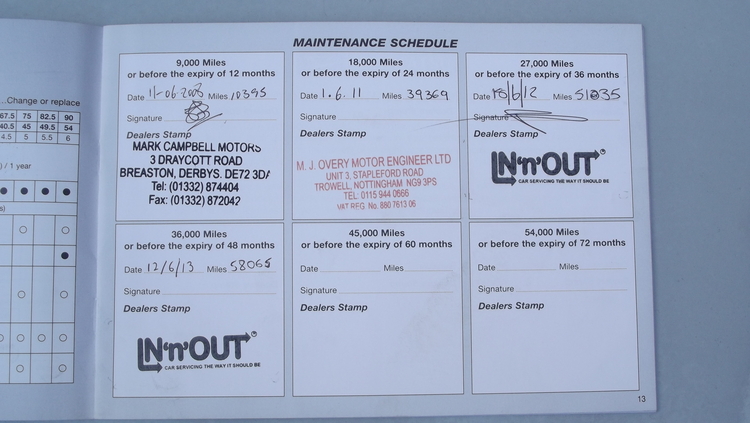 ...Change or replace
67.5 75 82.5 90
40.5 45 49.5 54
4.5 5 5.5 6
) / 1 year
s)
MAINTENANCE SCHEDULE
9,000 Miles
or before the expiry of 12 months
Date 11-06-2008 Miles 10395
Signature
Dealers Stamp
MARK CAMPBELL MOTORS
3 DRAYCOTT ROAD
BREASTON, DERBYS. DE72 3DA
Tel: (01332) 874404
Fax: (01332) 872042
18,000 Miles
or before the expiry of 24 months
Date 1.6.11 Miles 39369
Signature
Dealers Stamp
M. J. OVERY MOTOR ENGINEER LTD
UNIT 3, STAPLEFORD ROAD
TROWELL, NOTTINGHAM NG9 3PS
TEL: 0115 944 0666
VAT REG. No. 880 7613 06
27,000 Miles
or before the expiry of 36 months
Date 18/6/12 Miles 51835
Signature
Dealers Stamp
IN'n'OUT®
CAR SERVICING THE WAY IT SHOULD BE
36,000 Miles
or before the expiry of 48 months
Date 12/6/13 Miles 58065
Signature
Dealers Stamp
IN'n'OUT®
CAR SERVICING THE WAY IT SHOULD BE
45,000 Miles
or before the expiry of 60 months
Date Miles
Signature
Dealers Stamp
54,000 Miles
or before the expiry of 72 months
Date Miles
Signature
Dealers Stamp
13